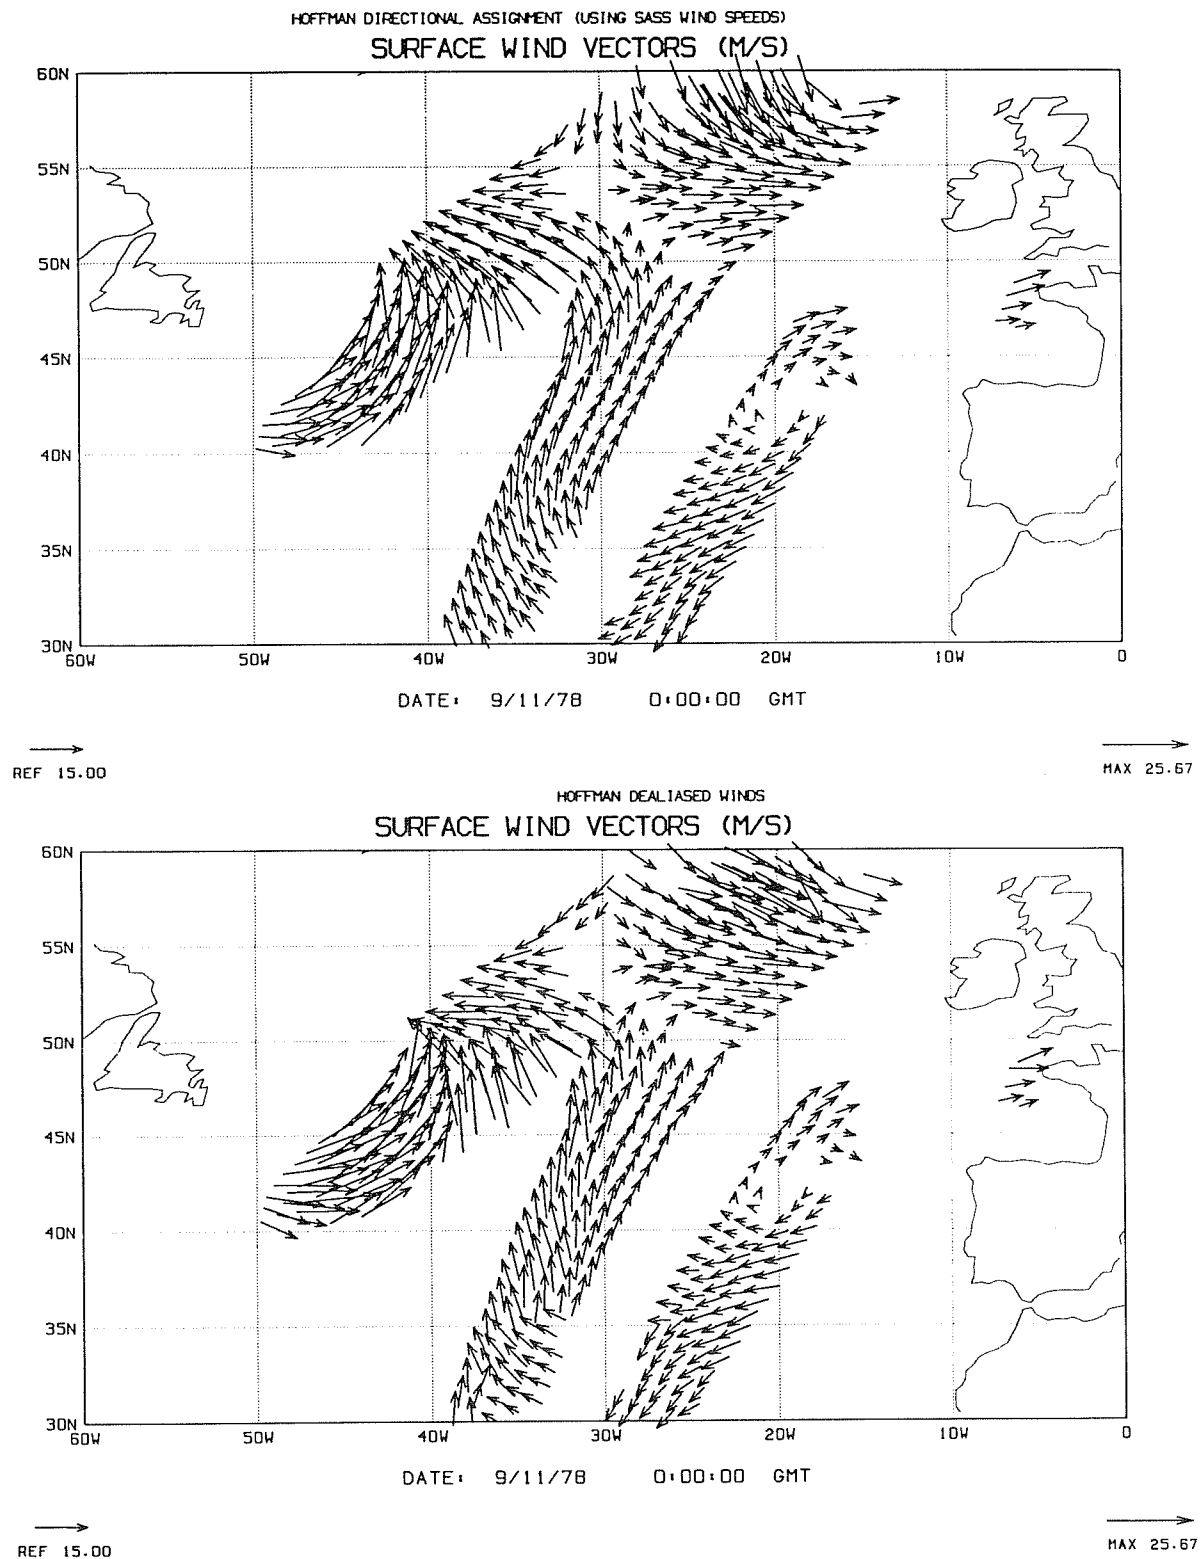 HOFFMAN DIRECTIONAL ASSIGNMENT (USING SASS WIND SPEEDS)
SURFACE WIND VECTORS (M/S)
60N
55N
50N
45N
40N
35N
30N
60W 50W 40W 30W 20W 10W 0
DATE: 9/11/78 0:00:00 GMT
REF 15.00
MAX 25.67
HOFFMAN DEALIASED WINDS
SURFACE WIND VECTORS (M/S)
60N
55N
50N
45N
40N
35N
30N
60W 50W 40W 30W 20W 10W 0
DATE: 9/11/78 0:00:00 GMT
REF 15.00
MAX 25.67